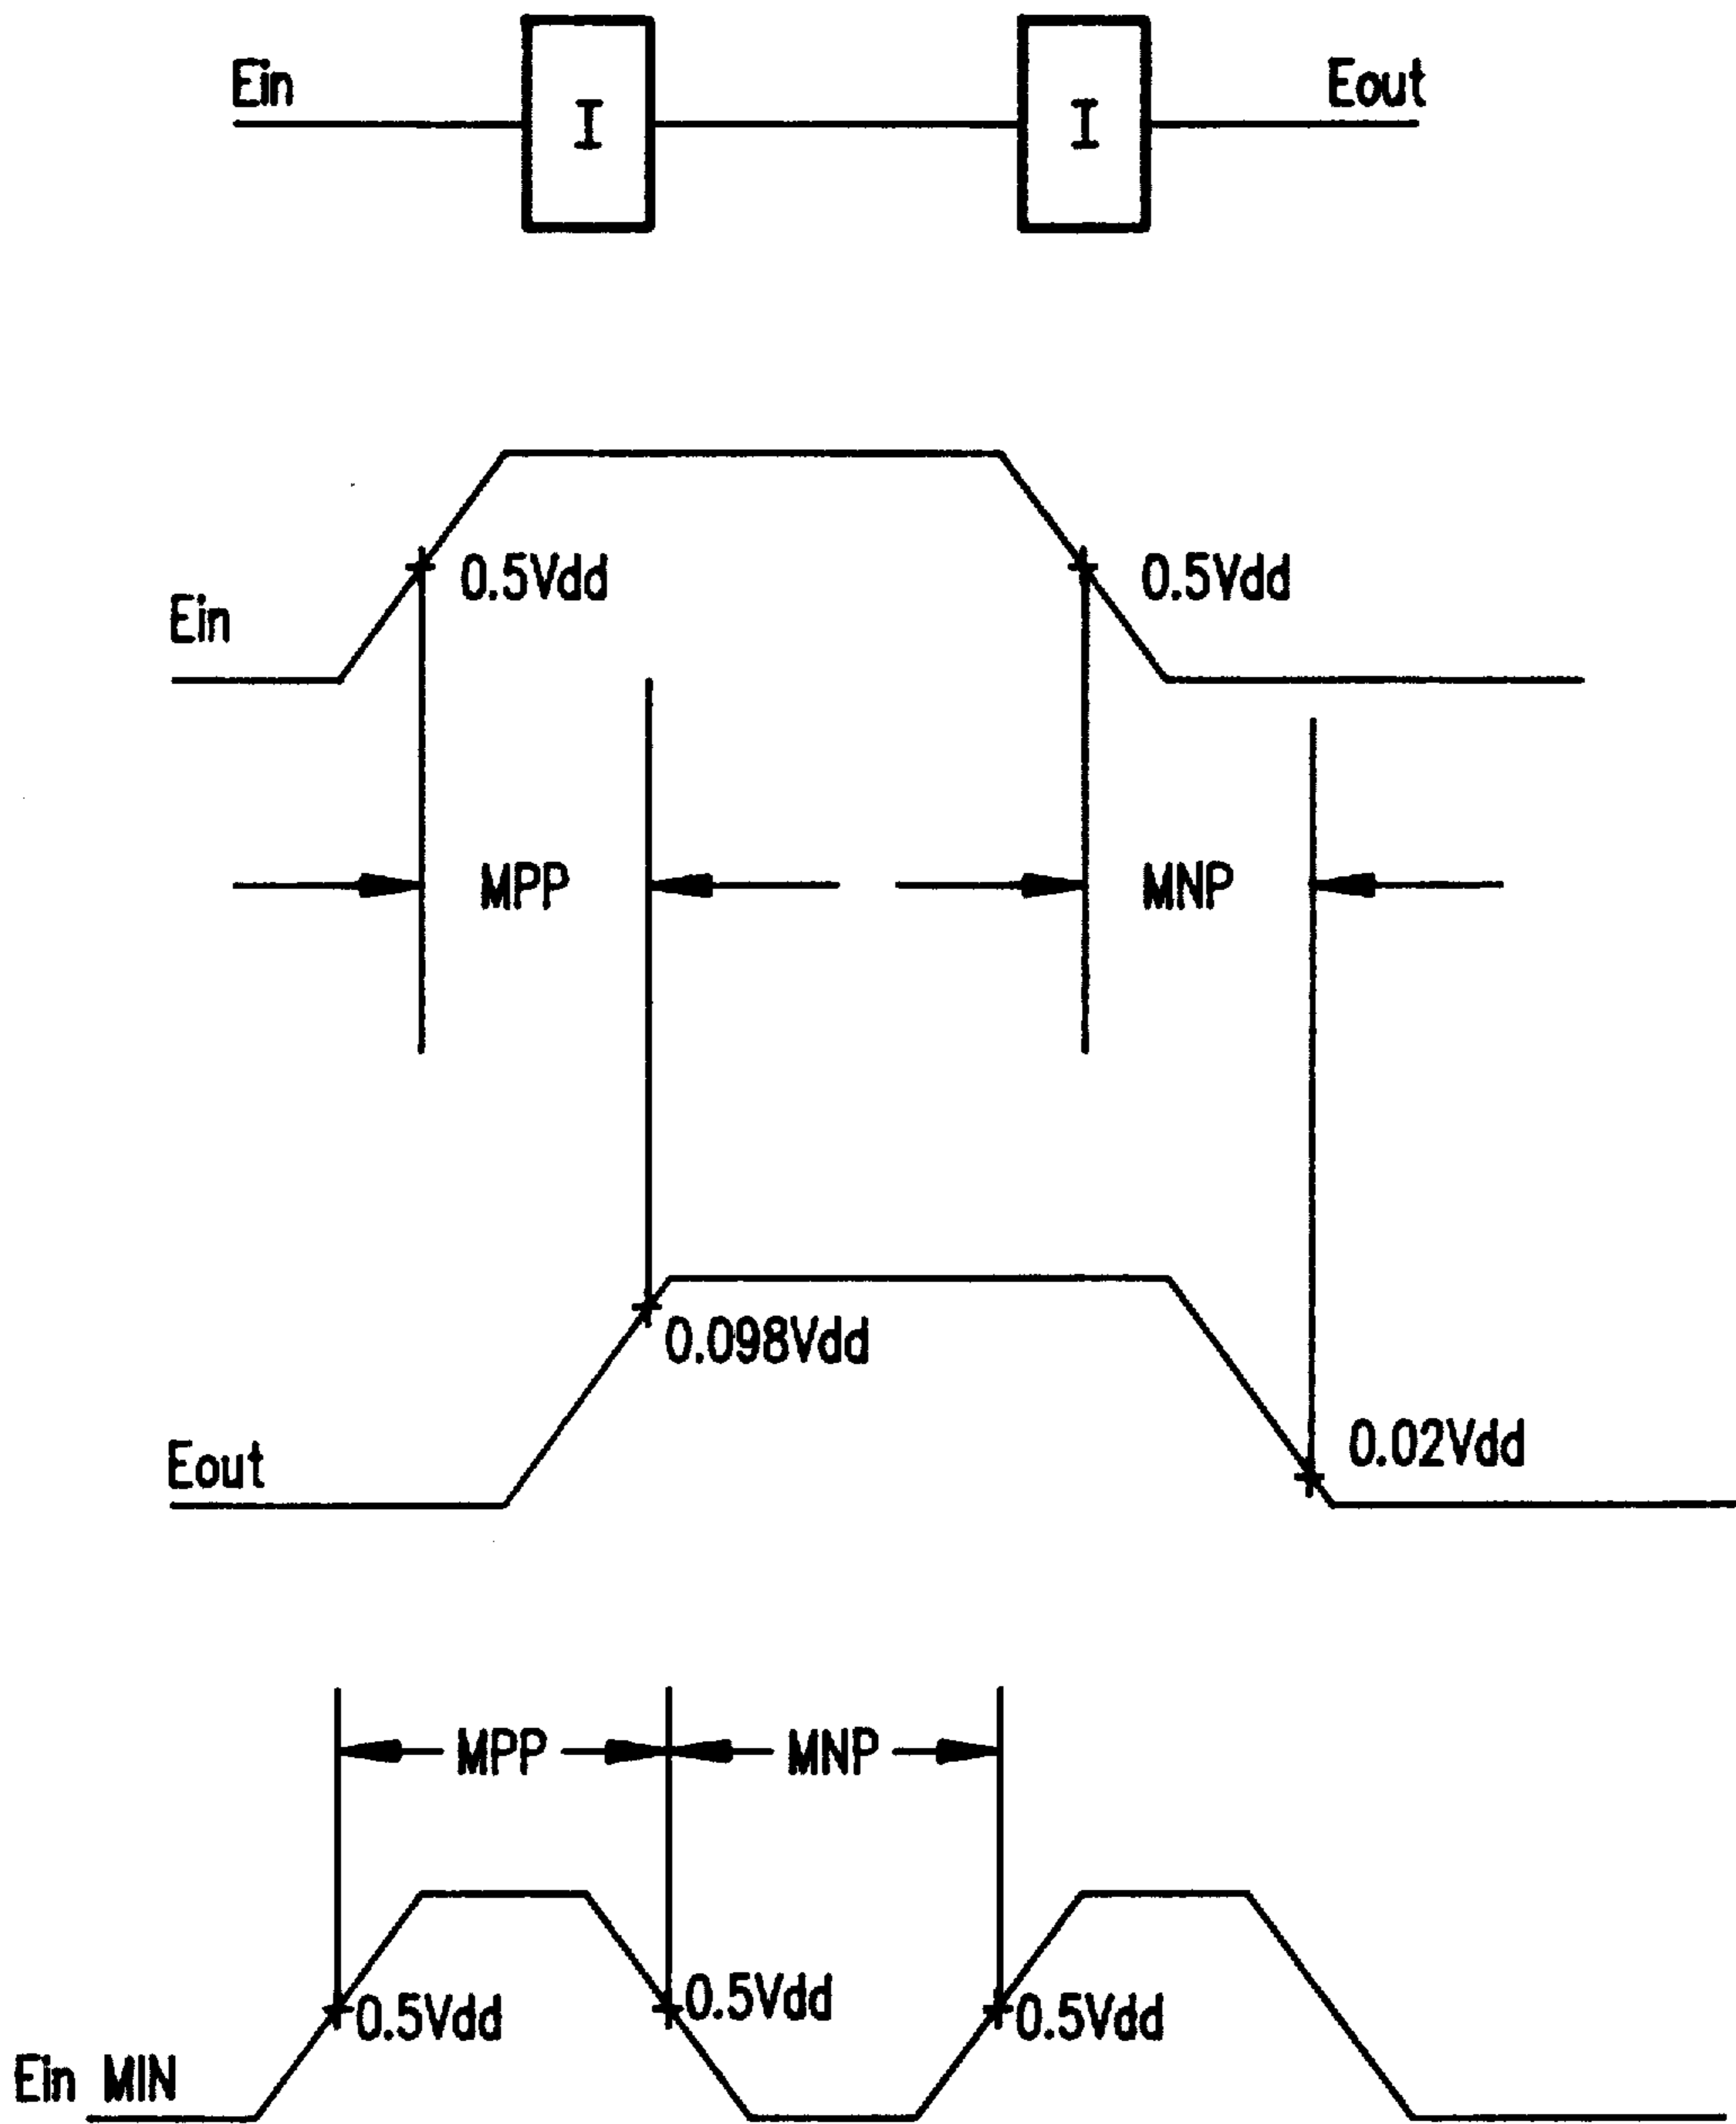 Ein
Eout
I
I
0.5Vdd
0.5Vdd
Ein
MPP
MNP
0.098Vdd
0.02Vdd
Eout
MPP
MNP
0.5Vdd
0.5Vdd
0.5Vdd
Ein MIN